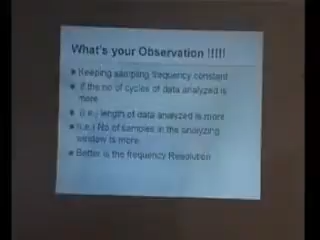 What's your Observation !!!!!
Keeping sampling frequency constant
If the no of cycles of data analyzed is
more
(i.e.) length of data analyzed is more
(i.e.) No of samples in the analyzing
window is more
Better is the frequency Resolution